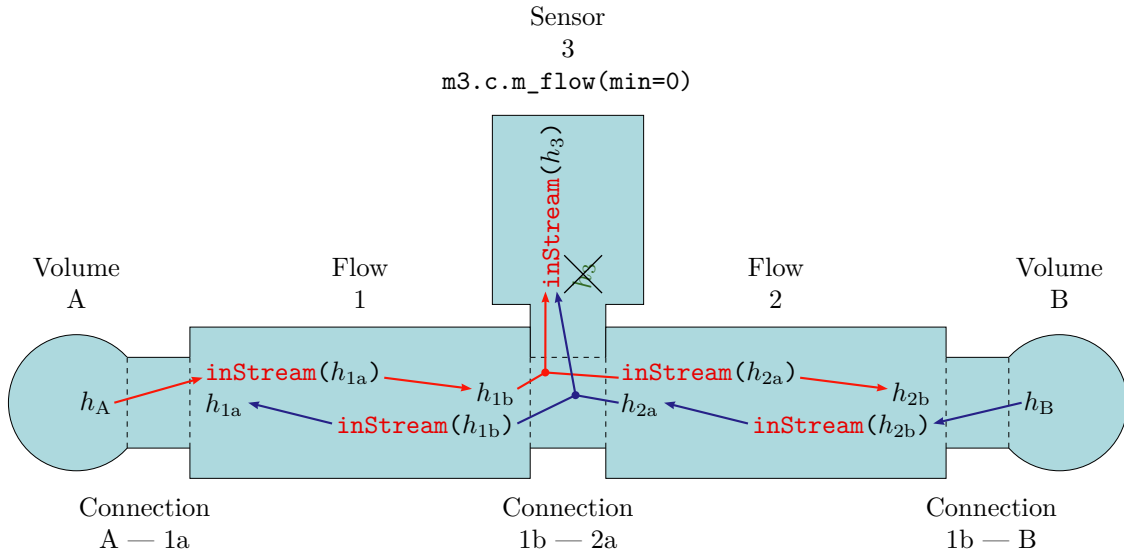 Sensor
3
m3.c.m_flow(min=0)
inStream(h3)
h3
Volume
A
Flow
1
Flow
2
Volume
B
hA
inStream(h1a)
h1a
h1b
inStream(h1b)
inStream(h2a)
h2a
h2b
inStream(h2b)
hB
Connection
A — 1a
Connection
1b — 2a
Connection
1b — B